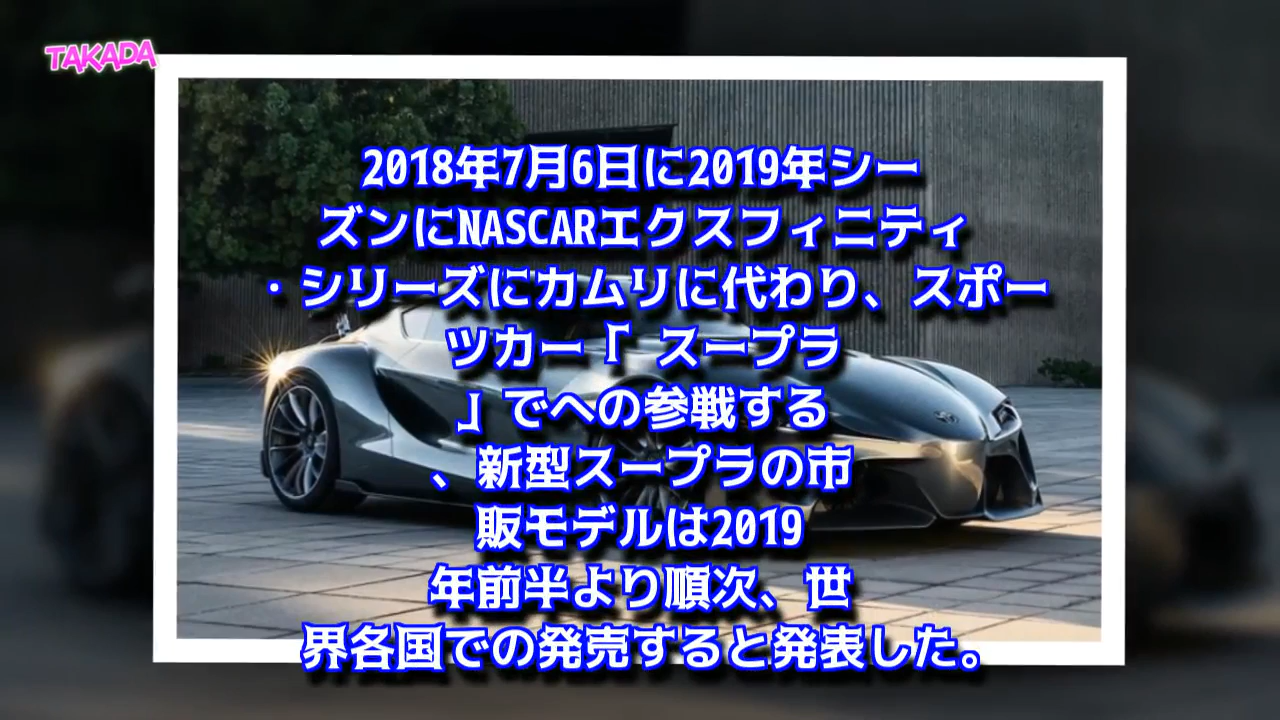 TAKADA
2018年7月6日に2019年シー
ズンにNASCARエクスフィニティ
・シリーズにカムリに代わり、スポー
ツカー「 スープラ
」でへの参戦する
、新型スープラの市
販モデルは2019
年前半より順次、世
界各国での発売すると発表した。